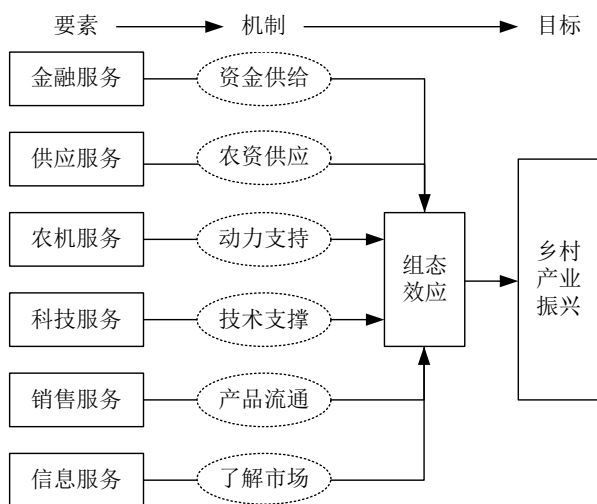 要素 机制 目标
金融服务 资金供给
供应服务 农资供应
农机服务 动力支持
组态
效应
乡村
产业
振兴
科技服务 技术支撑
销售服务 产品流通
信息服务 了解市场